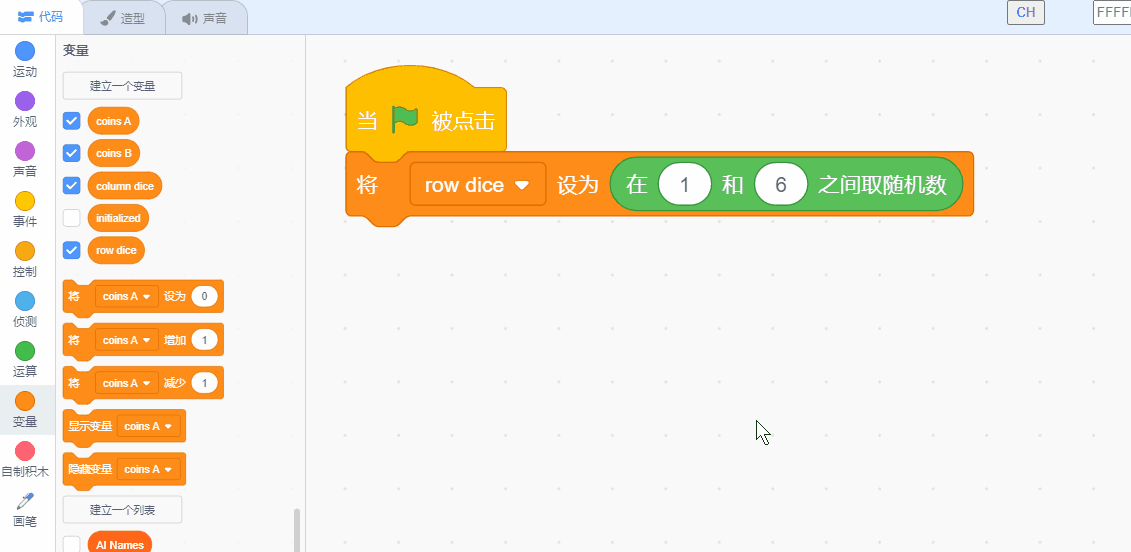 代码 造型 声音 CH FFFF
变量
运动
建立一个变量
外观
coins A
声音
coins B
column dice
事件
initialized
控制
row dice
侦测
将 coins A 设为 0
运算
将 coins A 增加 1
变量
将 coins A 减少 1
自制积木
显示变量 coins A
画笔
隐藏变量 coins A
建立一个列表
AI Names
当 被点击
将 row dice 设为 在 1 和 6 之间取随机数